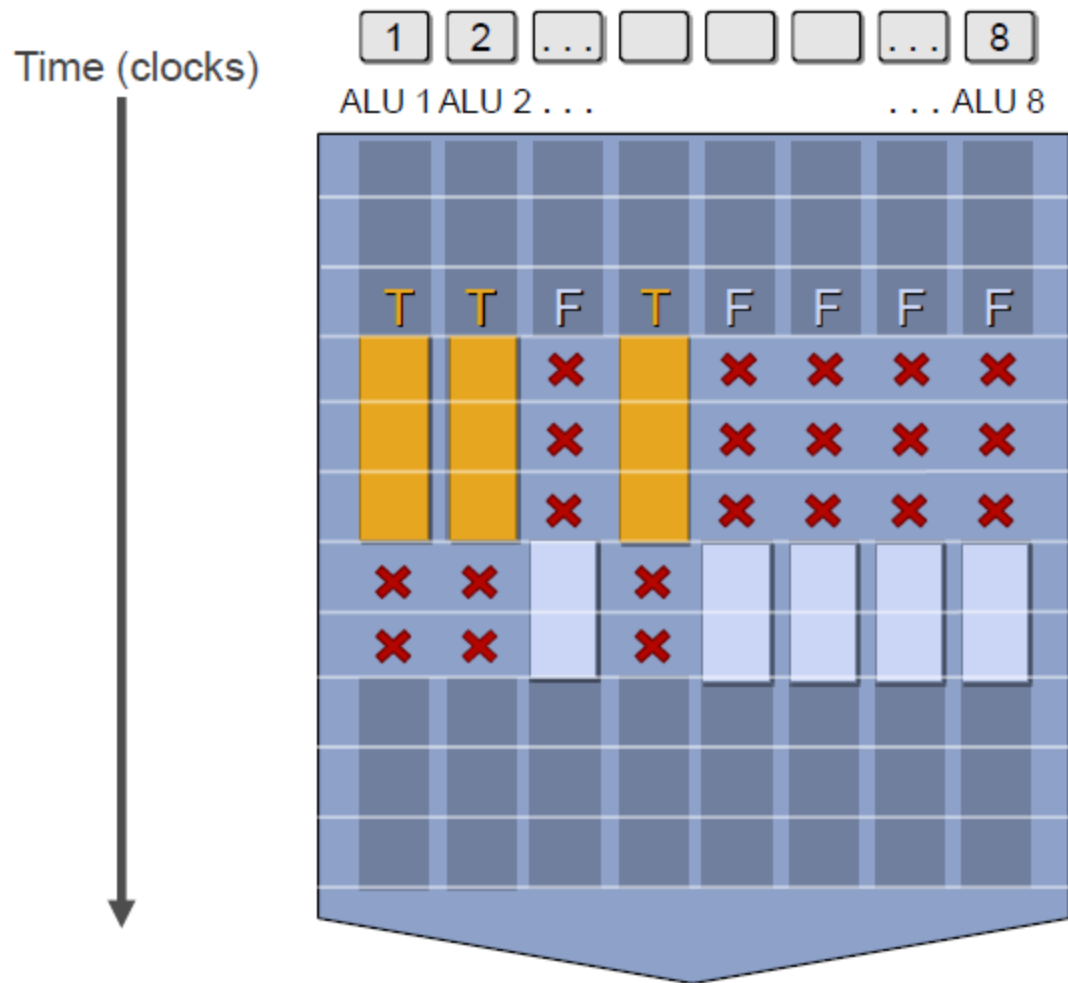 1 2 ... ... 8
Time (clocks)
ALU 1 ALU 2 . . . . . . ALU 8
T T F T F F F F